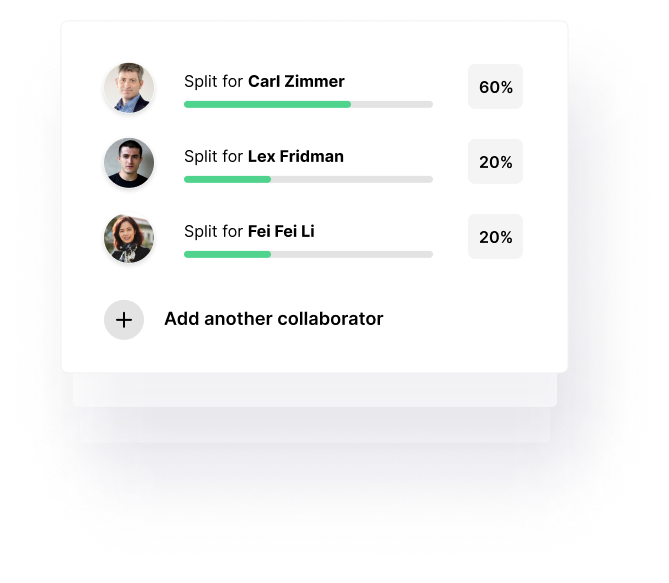 Split for Carl Zimmer
60%
Split for Lex Fridman
20%
Split for Fei Fei Li
20%
Add another collaborator